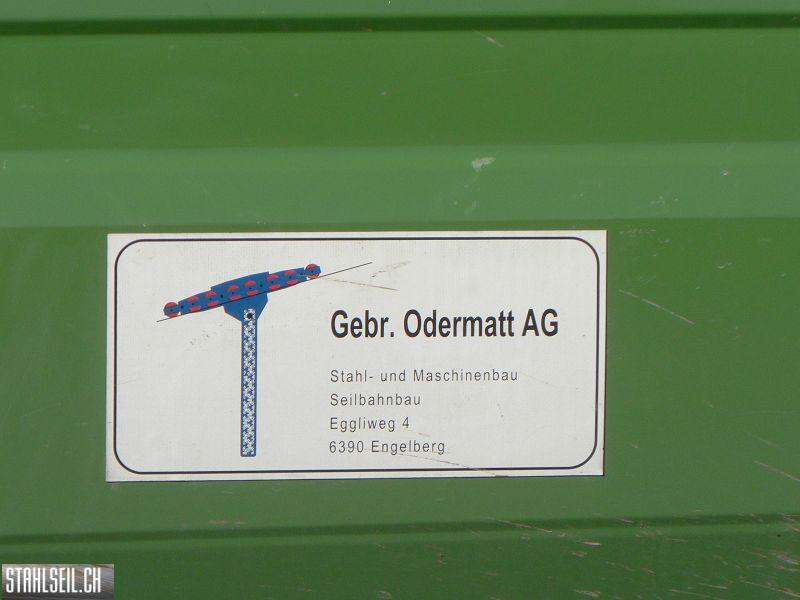 Gebr. Odermatt AG
Stahl- und Maschinenbau
Seilbahnbau
Eggliweg 4
6390 Engelberg
STAHLSEIL.CH